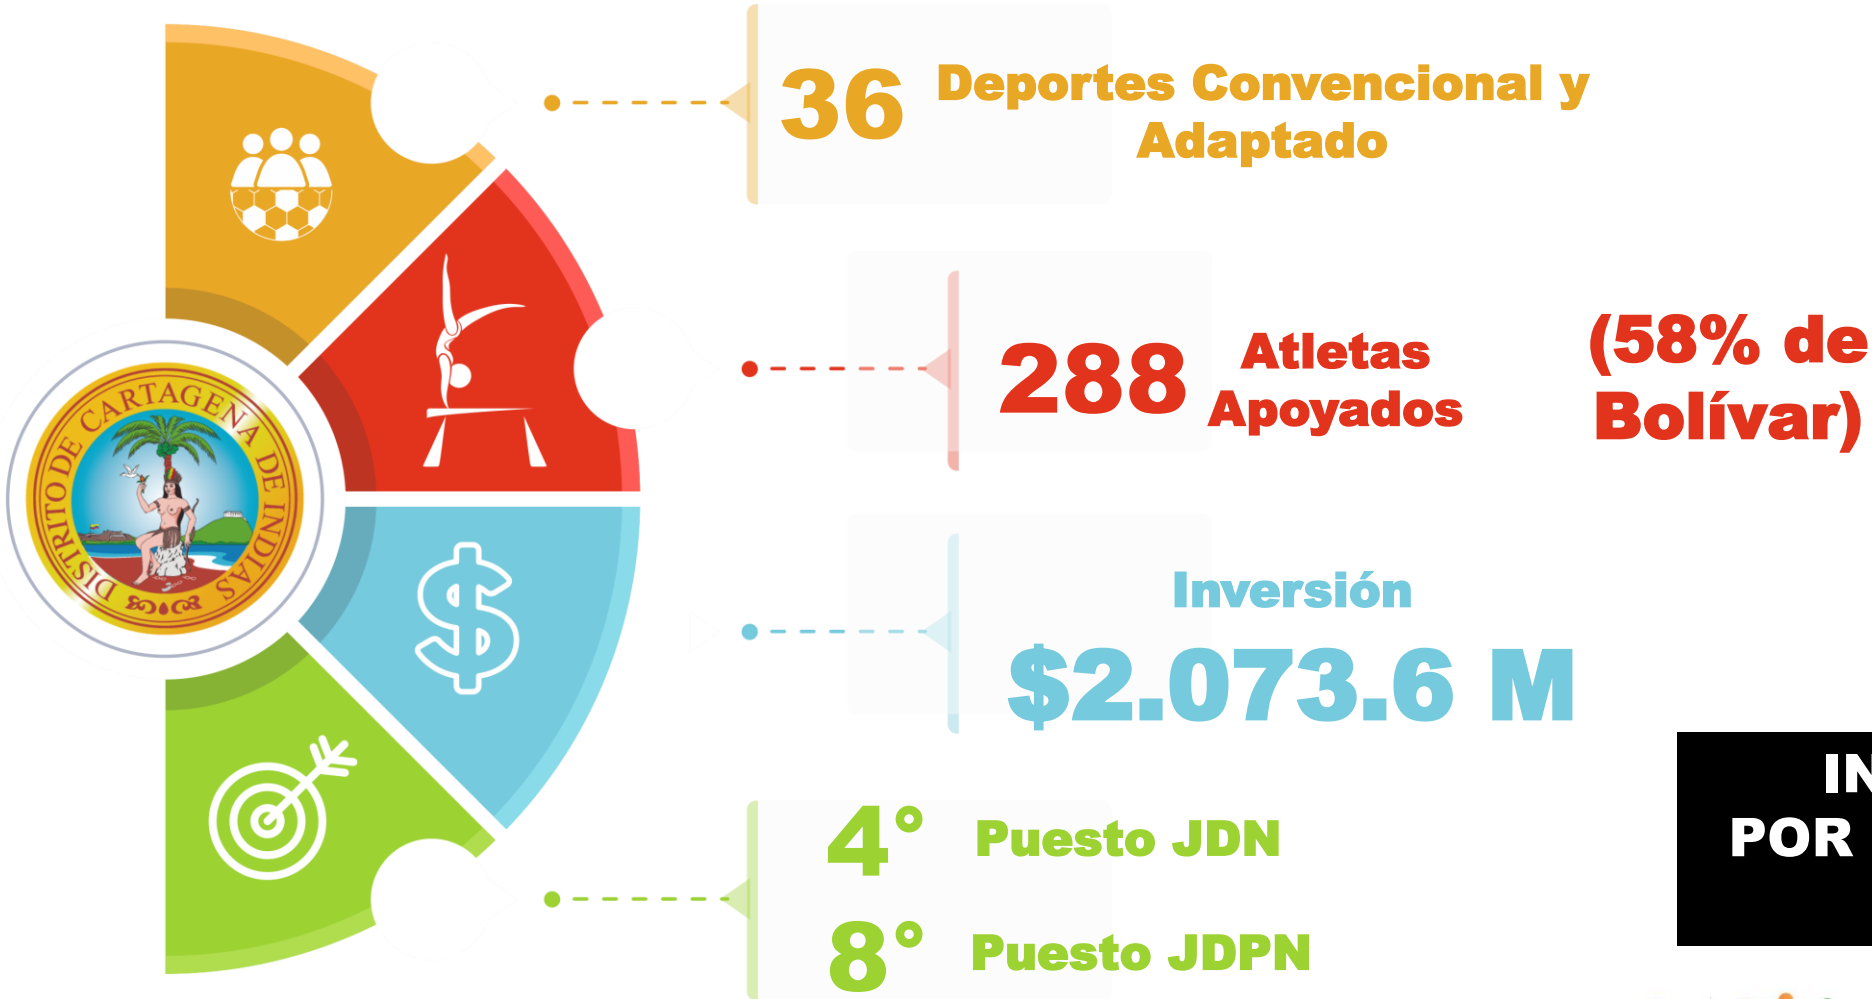 DISTRITO DE CARTAGENA DE INDIAS
36
Deportes Convencional y
Adaptado
288
Atletas
Apoyados
(58% de
Bolívar)
Inversión
$2.073.6 M
4° Puesto JDN
8° Puesto JDPN
POR